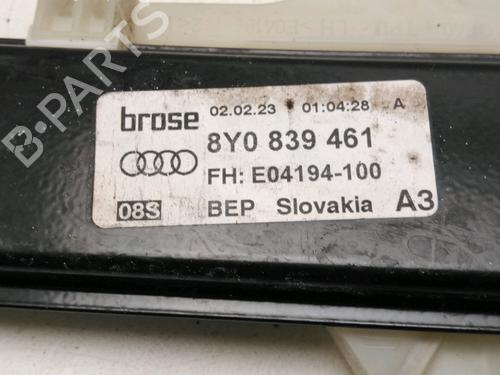 brose 02.02.23 01:04:28 A
8Y0 839 461
FH: E04194-100
08S BEP Slovakia A3
B-PARTS